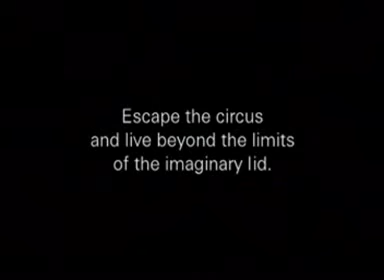 Escape the circus
and live beyond the limits
of the imaginary lid.